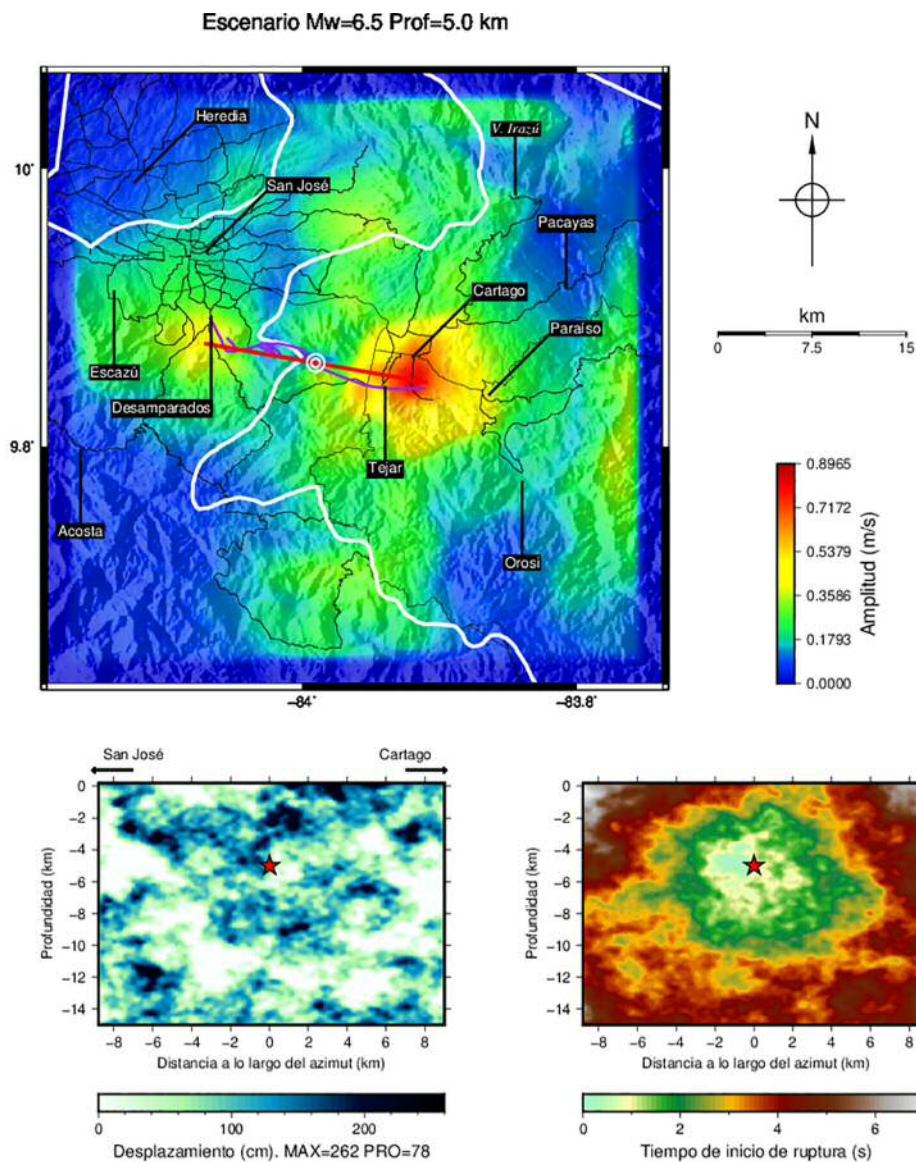 Escenario Mw=6.5 Prof=5.0 km
Heredia
V. Irazú
N
10˚
San José
Pacayas
Cartago
km
Paraíso
0 7.5 15
Escazú
Desamparados
9.8˚
Tejar
0.8965
0.7172
0.5379
0.3586
0.1793
0.0000
Amplitud (m/s)
Acosta
Orosi
−84˚
−83.8˚
San José
Cartago
0
−2
−4
−6
−8
−10
−12
−14
Profundidad (km)
−8 −6 −4 −2 0 2 4 6 8
Distancia a lo largo del azimut (km)
0 100 200
Desplazamiento (cm). MAX=262 PRO=78
0
−2
−4
−6
−8
−10
−12
−14
Profundidad (km)
−8 −6 −4 −2 0 2 4 6 8
Distancia a lo largo del azimut (km)
0 2 4 6
Tiempo de inicio de ruptura (s)